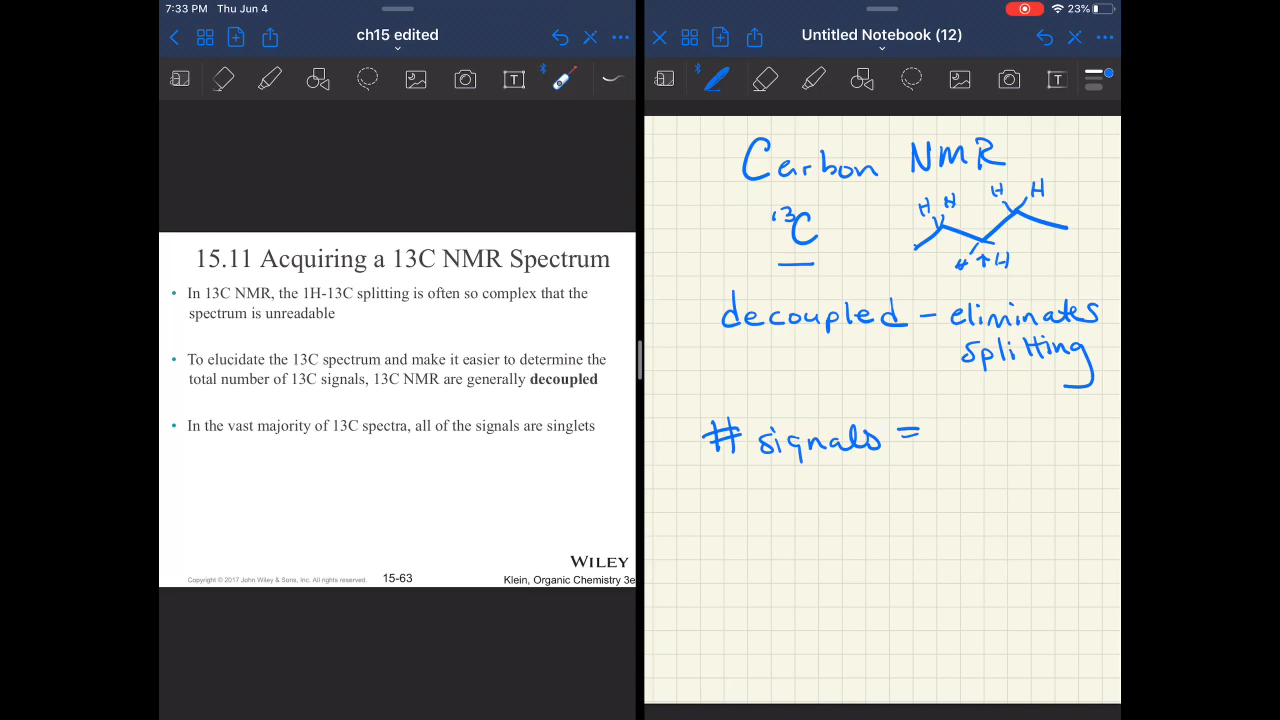 7:33 PM Thu Jun 4
23%
ch15 edited
Untitled Notebook (12)
T
T
15.11 Acquiring a 13C NMR Spectrum
• In 13C NMR, the 1H-13C splitting is often so complex that the
spectrum is unreadable
• To elucidate the 13C spectrum and make it easier to determine the
total number of 13C signals, 13C NMR are generally decoupled
• In the vast majority of 13C spectra, all of the signals are singlets
WILEY
Copyright © 2017 John Wiley & Sons, Inc. All rights reserved.
15-63
Klein, Organic Chemistry 3e
Carbon NMR
13C
H H H H
H ↑ H
decoupled – eliminates
splitting
# signals =